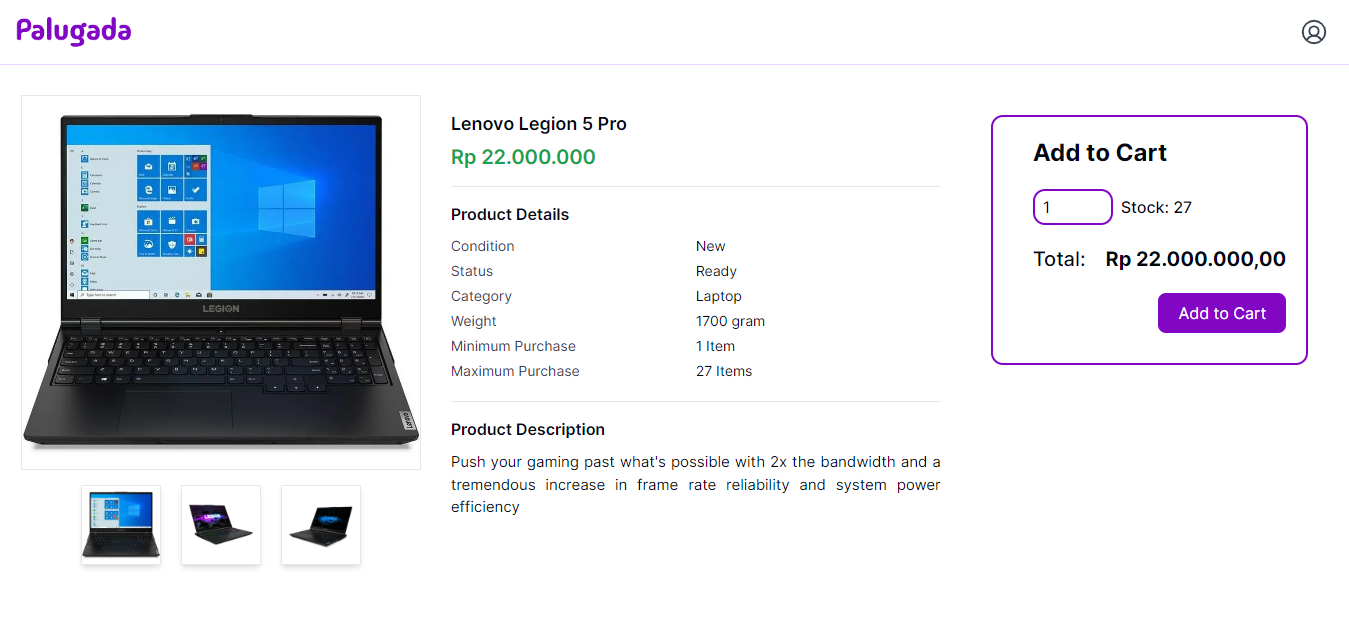 Palugada
LEGION
Lenovo
Lenovo Legion 5 Pro
Rp 22.000.000
Product Details
Condition New
Status Ready
Category Laptop
Weight 1700 gram
Minimum Purchase 1 Item
Maximum Purchase 27 Items
Product Description
Push your gaming past what's possible with 2x the bandwidth and a
tremendous increase in frame rate reliability and system power
efficiency
Add to Cart
1 Stock: 27
Total: Rp 22.000.000,00
Add to Cart